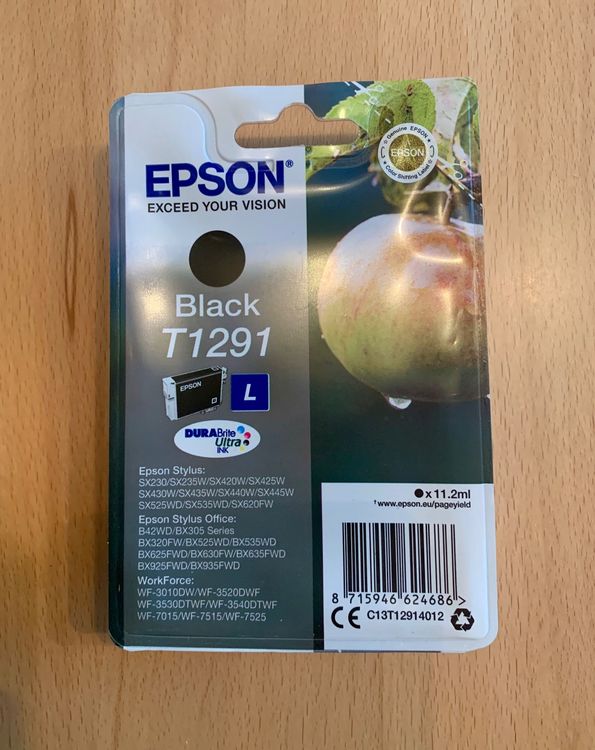 Genuine EPSON
EPSON
Color Shifting Label
EPSON®
EXCEED YOUR VISION
Black
T1291
EPSON
L
DURABrite
Ultra
INK
Epson Stylus:
SX230/SX235W/SX420W/SX425W
SX430W/SX435W/SX440W/SX445W
SX525WD/SX535WD/SX620FW
Epson Stylus Office:
B42WD/BX305 Series
BX320FW/BX525WD/BX535WD
BX625FWD/BX630FW/BX635FWD
BX925FWD/BX935FWD
WorkForce:
WF-3010DW/WF-3520DWF
WF-3530DTWF/WF-3540DTWF
WF-7015/WF-7515/WF-7525
x 11.2ml
†www.epson.eu/pageyield
8 715946 624686 >
CE C13T12914012